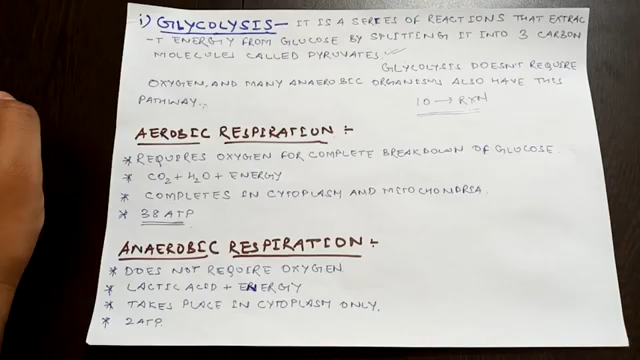 i) GLYCOLYSIS - IT IS A SERIES OF REACTIONS THAT EXTRAC
-T ENERGY FROM GLUCOSE BY SPLITTING IT INTO 3 CARBON
MOLECULES CALLED PYRUVATES.
GLYCOLYSIS DOESN'T REQUIRE
OXYGEN, AND MANY ANAEROBIC ORGANISMS ALSO HAVE THIS
PATHWAY.
10 → RXN
AEROBIC RESPIRATION :-
* REQUIRES OXYGEN FOR COMPLETE BREAKDOWN OF GLUCOSE.
* CO2 + H2O + ENERGY
* COMPLETES IN CYTOPLASM AND MITOCHONDRIA.
* 38 ATP
ANAEROBIC RESPIRATION :-
* DOES NOT REQUIRE OXYGEN
* LACTIC ACID + ENERGY
* TAKES PLACE IN CYTOPLASM ONLY.
* 2 ATP.